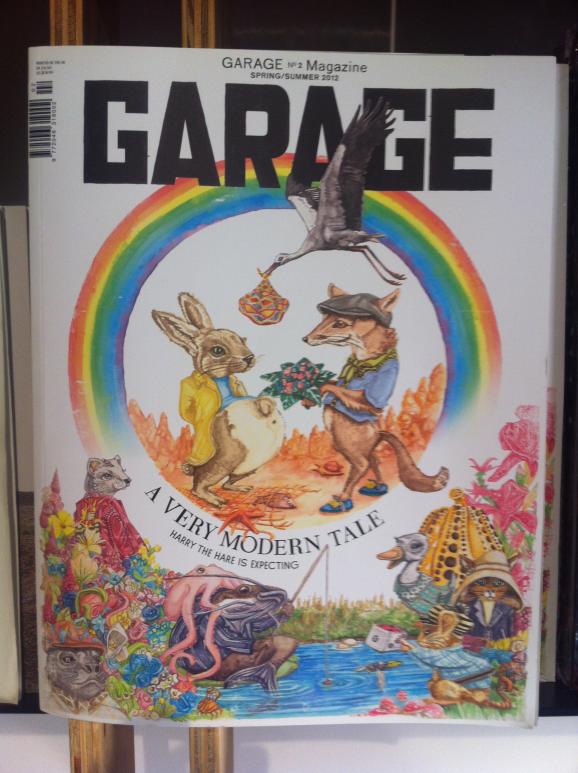 GARAGE Nº2 Magazine
SPRING/SUMMER 2012
GARAGE
A VERY MODERN TALE
HARRY THE HARE IS EXPECTING